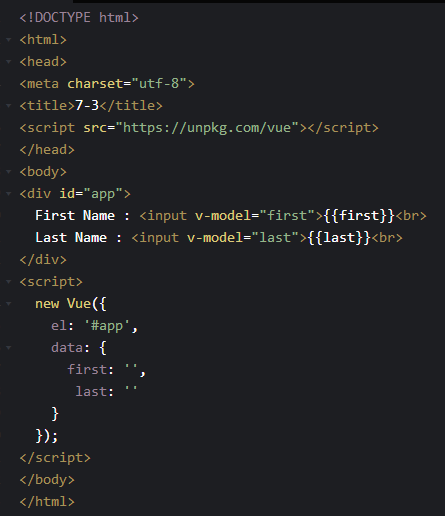 <!DOCTYPE html>
<html>
<head>
<meta charset="utf-8">
<title>7-3</title>
<script src="https://unpkg.com/vue"></script>
</head>
<body>
<div id="app">
  First Name : <input v-model="first">{{first}}<br>
  Last Name : <input v-model="last">{{last}}<br>
</div>
<script>
  new Vue({
    el: '#app',
    data: {
      first: '',
       last: ''
    }
  });
</script>
</body>
</html>